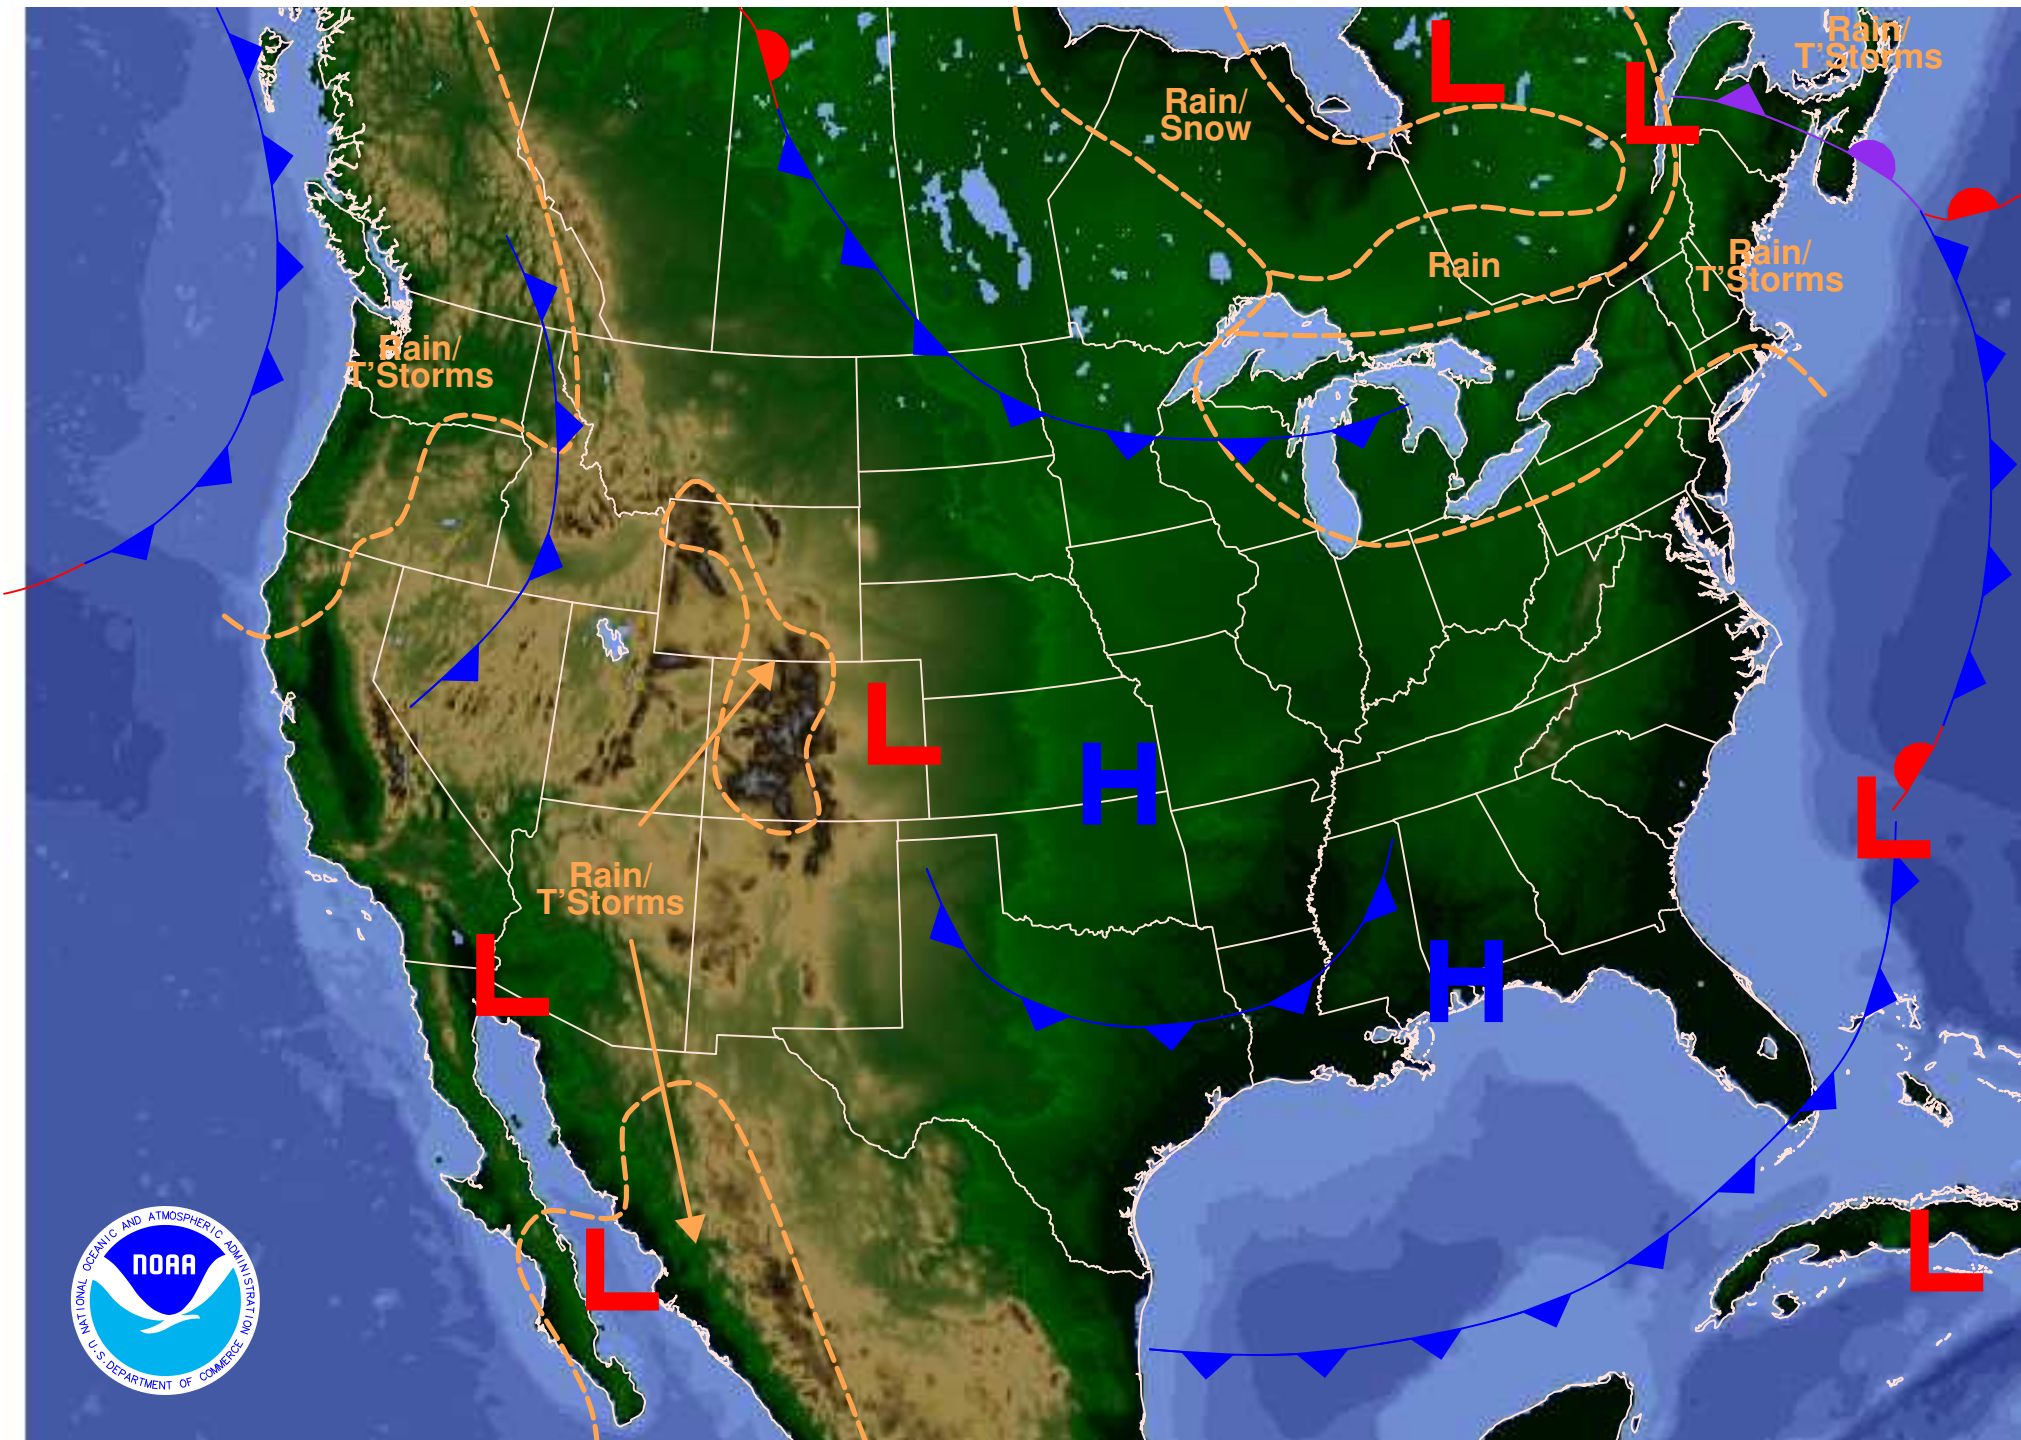 Rain/
T'Storms
L
L
Rain/
Snow
Rain
Rain/
T'Storms
Rain/
T'Storms
L
H
L
Rain/
T'Storms
L
H
L
L
NATIONAL OCEANIC AND ATMOSPHERIC ADMINISTRATION
NOAA
U.S. DEPARTMENT OF COMMERCE